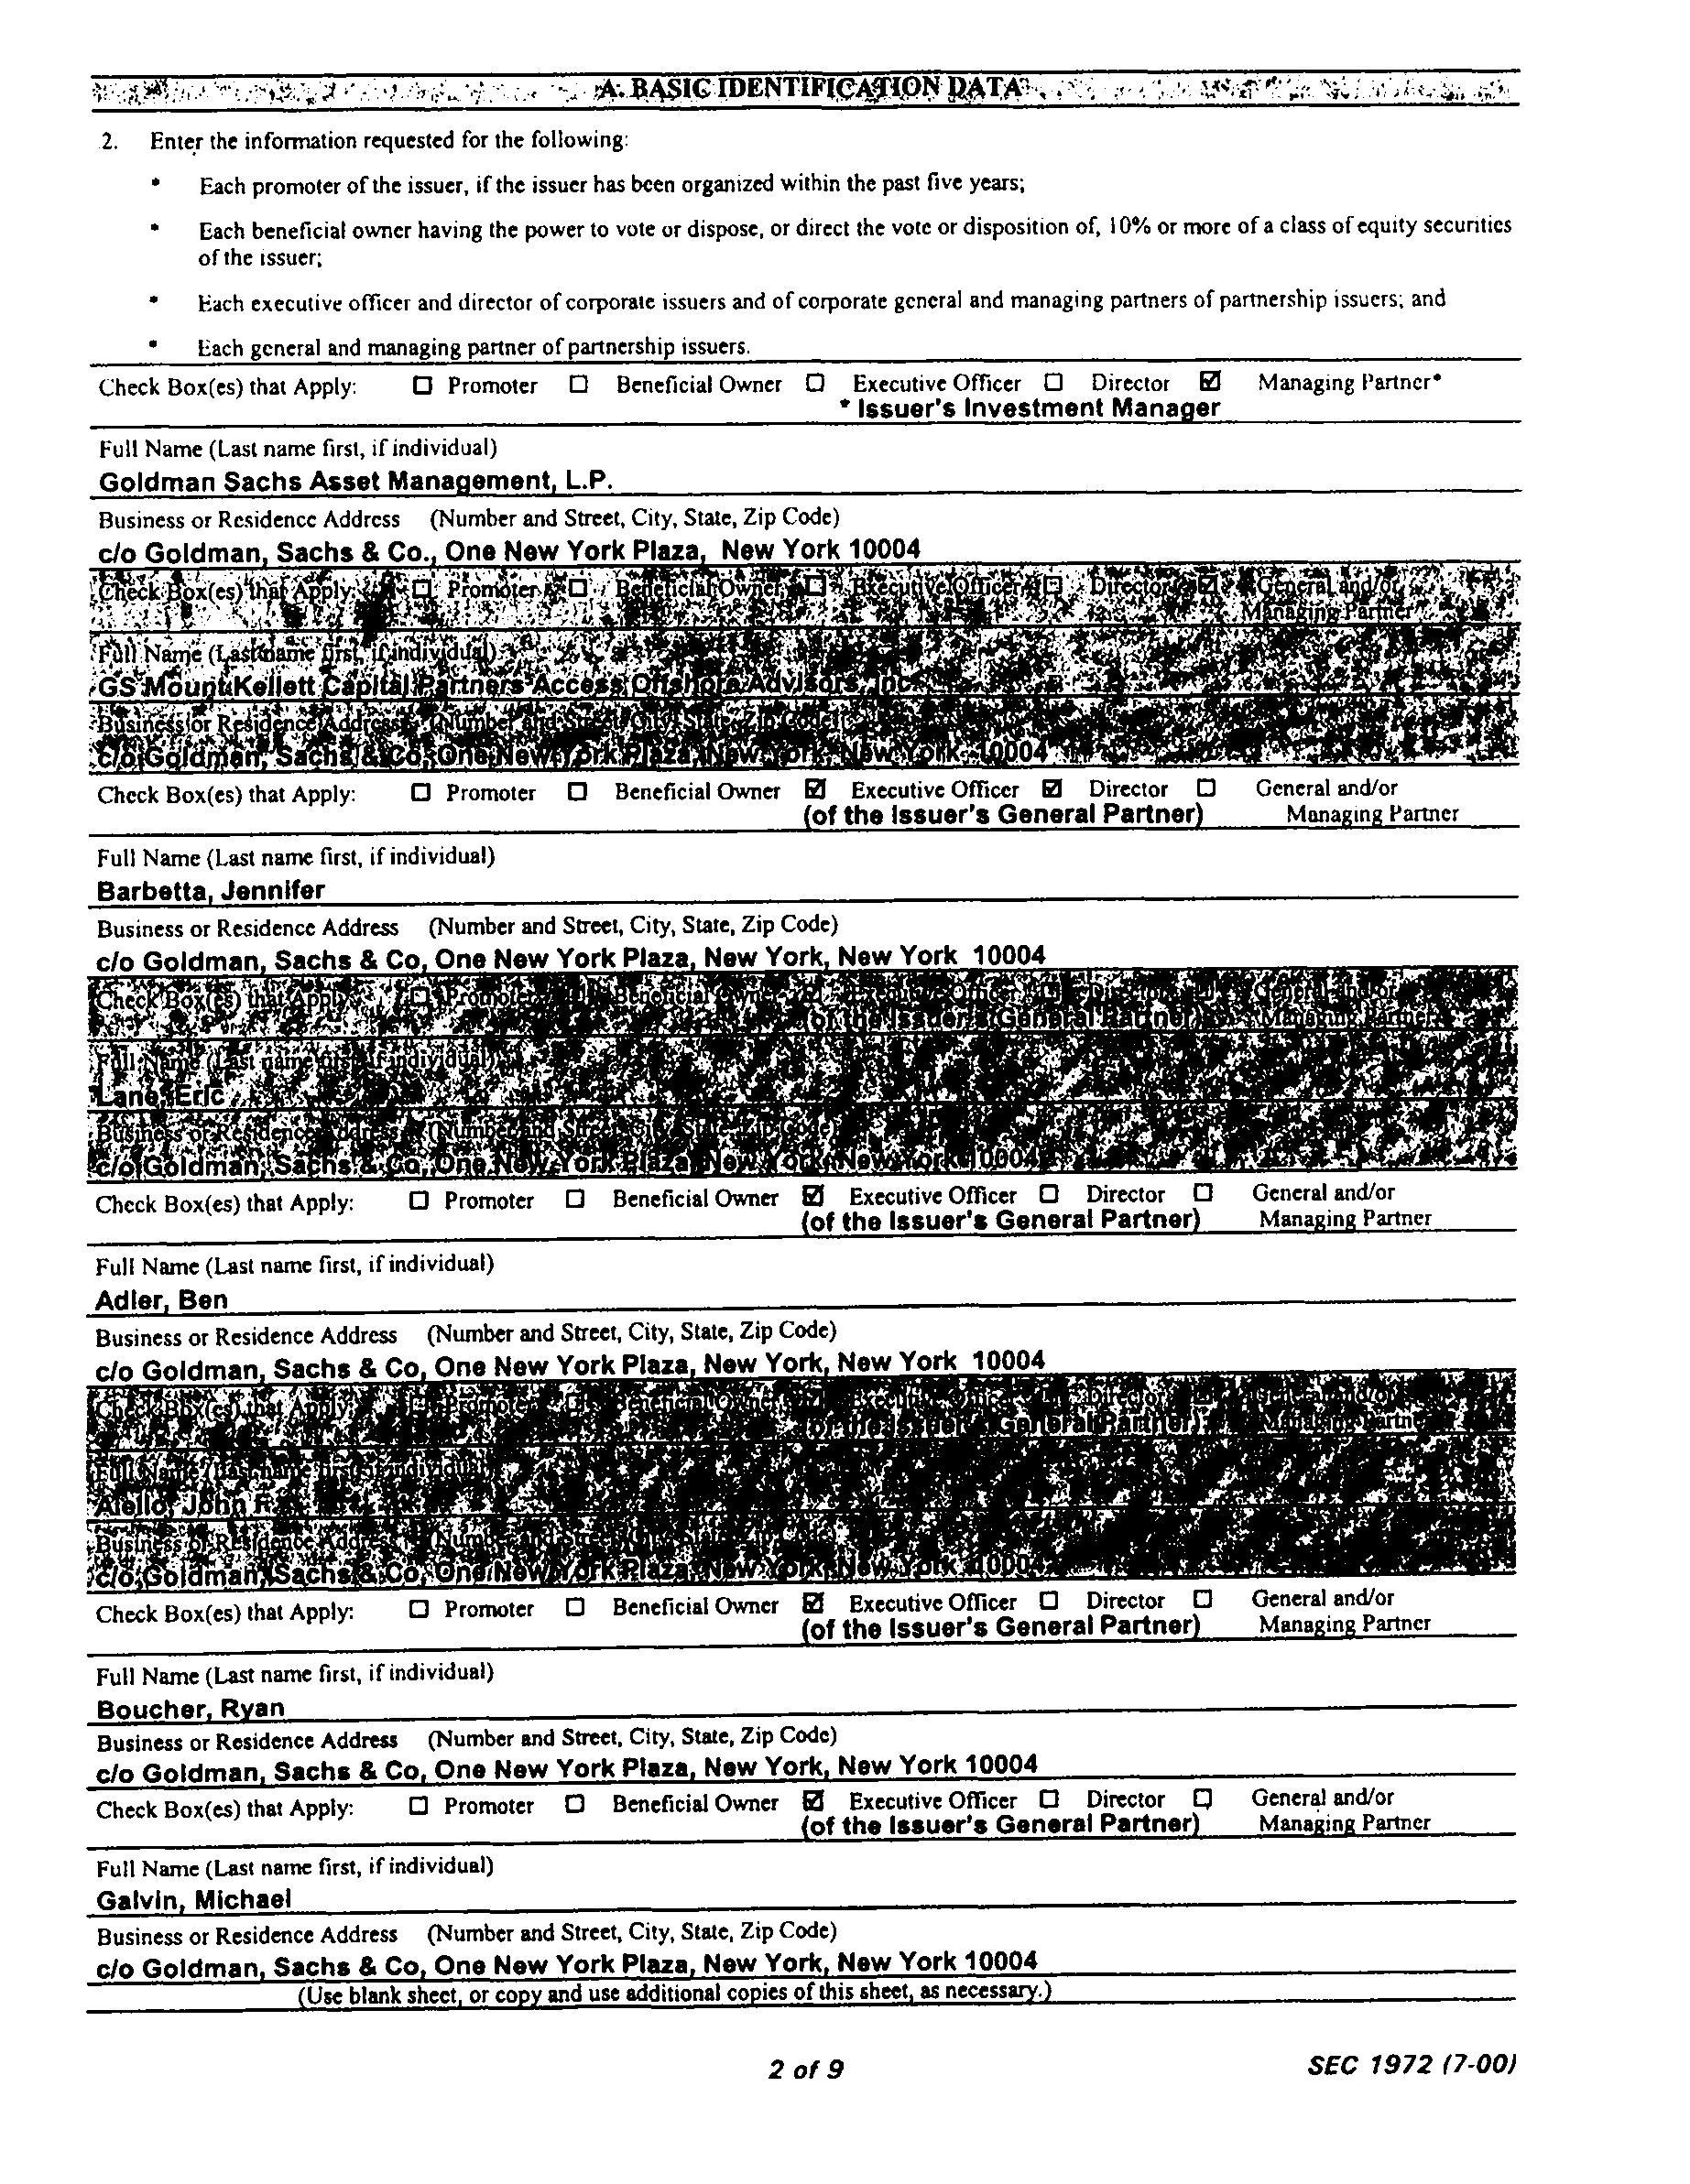 A. BASIC IDENTIFICATION DATA
2. Enter the information requested for the following:
* Each promoter of the issuer, if the issuer has been organized within the past five years;
* Each beneficial owner having the power to vote or dispose, or direct the vote or disposition of, 10% or more of a class of equity securities
of the issuer;
* Each executive officer and director of corporate issuers and of corporate general and managing partners of partnership issuers; and
* Each general and managing partner of partnership issuers.
Check Box(es) that Apply: ☐ Promoter ☐ Beneficial Owner ☐ Executive Officer ☐ Director ☑ Managing Partner*
* Issuer's Investment Manager
Full Name (Last name first, if individual)
Goldman Sachs Asset Management, L.P.
Business or Residence Address (Number and Street, City, State, Zip Code)
c/o Goldman, Sachs & Co., One New York Plaza, New York 10004
Check Box(es) that Apply: ☐ Promoter ☐ Beneficial Owner ☐ Executive Officer ☐ Director ☑ General and/or
Managing Partner
Full Name (Last name first, if individual)
GS Mount Kellett Capital Partners Access Offshore Advisors, Inc.
Business or Residence Address (Number and Street, City, State, Zip Code)
c/o Goldman, Sachs & Co, One New York Plaza, New York, New York 10004
Check Box(es) that Apply: ☐ Promoter ☐ Beneficial Owner ☑ Executive Officer ☑ Director ☐ General and/or
(of the Issuer's General Partner) Managing Partner
Full Name (Last name first, if individual)
Barbetta, Jennifer
Business or Residence Address (Number and Street, City, State, Zip Code)
c/o Goldman, Sachs & Co, One New York Plaza, New York, New York 10004
Check Box(es) that Apply: ☐ Promoter Beneficial Owner Executive Officer Director General and/or
(of the Issuer's General Partner) Managing Partner
Full Name (Last name first, if individual)
Lane, Eric
Business or Residence Address (Number and Street, City, State, Zip Code)
c/o Goldman, Sachs & Co, One New York Plaza, New York, New York 10004
Check Box(es) that Apply: ☐ Promoter ☐ Beneficial Owner ☑ Executive Officer ☐ Director ☐ General and/or
(of the Issuer's General Partner) Managing Partner
Full Name (Last name first, if individual)
Adler, Ben
Business or Residence Address (Number and Street, City, State, Zip Code)
c/o Goldman, Sachs & Co, One New York Plaza, New York, New York 10004
Check Box(es) that Apply: Promoter Beneficial Owner Executive Officer Director General and/or
(of the Issuer's General Partner) Managing Partner
Full Name (Last name first, if individual)
Aiello, John
Business or Residence Address (Number and Street, City, State, Zip Code)
c/o Goldman, Sachs & Co, One New York Plaza, New York, New York 10004
Check Box(es) that Apply: ☐ Promoter ☐ Beneficial Owner ☑ Executive Officer ☐ Director ☐ General and/or
(of the Issuer's General Partner) Managing Partner
Full Name (Last name first, if individual)
Boucher, Ryan
Business or Residence Address (Number and Street, City, State, Zip Code)
c/o Goldman, Sachs & Co, One New York Plaza, New York, New York 10004
Check Box(es) that Apply: ☐ Promoter ☐ Beneficial Owner ☑ Executive Officer ☐ Director ☐ General and/or
(of the Issuer's General Partner) Managing Partner
Full Name (Last name first, if individual)
Galvin, Michael
Business or Residence Address (Number and Street, City, State, Zip Code)
c/o Goldman, Sachs & Co, One New York Plaza, New York, New York 10004
(Use blank sheet, or copy and use additional copies of this sheet, as necessary.)
2 of 9 SEC 1972 (7-00)